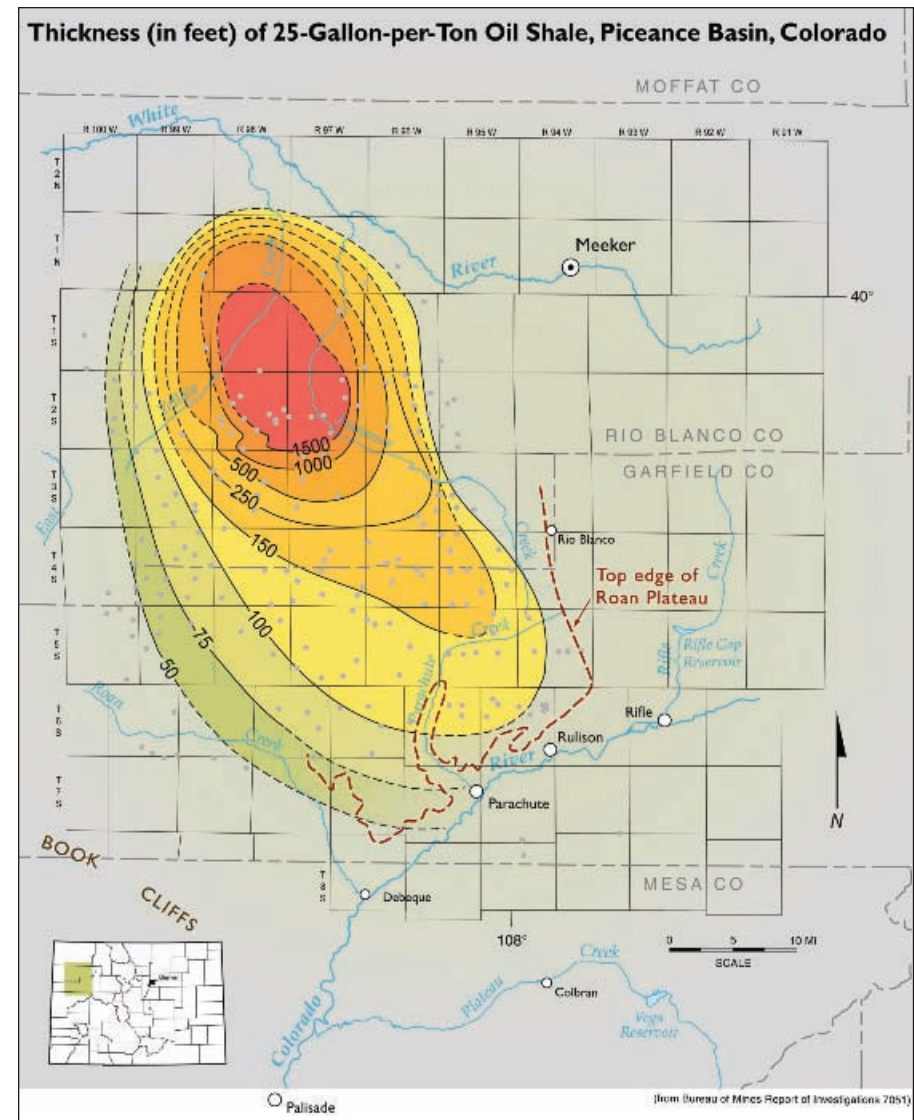 Thickness (in feet) of 25-Gallon-per-Ton Oil Shale, Piceance Basin, Colorado
MOFFAT CO
White
R 100 W
R 99 W
R 98 W
R 97 W
R 95 W
R 94 W
R 93 W
R 92 W
R 91 W
T 2 N
T 1 N
Meeker
River
40°
T 1 S
T 2 S
RIO BLANCO CO
GARFIELD CO
1500
1000
500
250
T 3 S
East
150
Creek
Rio Blanco
Creek
T 4 S
Top edge of
Roan Plateau
100
75
50
Creek
T 5 S
Parachute
Rifle
Rifle Gap
Reservoir
Roan
Creek
T 6 S
Rifle
Rulison
River
T 7 S
Parachute
N
BOOK
CLIFFS
T 8 S
MESA CO
Debeque
108°
0 5 10 MI
SCALE
Creek
Plateau
Colbran
Vega
Reservoir
Colorado
Denver
Palisade
(from Bureau of Mines Report of Investigations 7051)